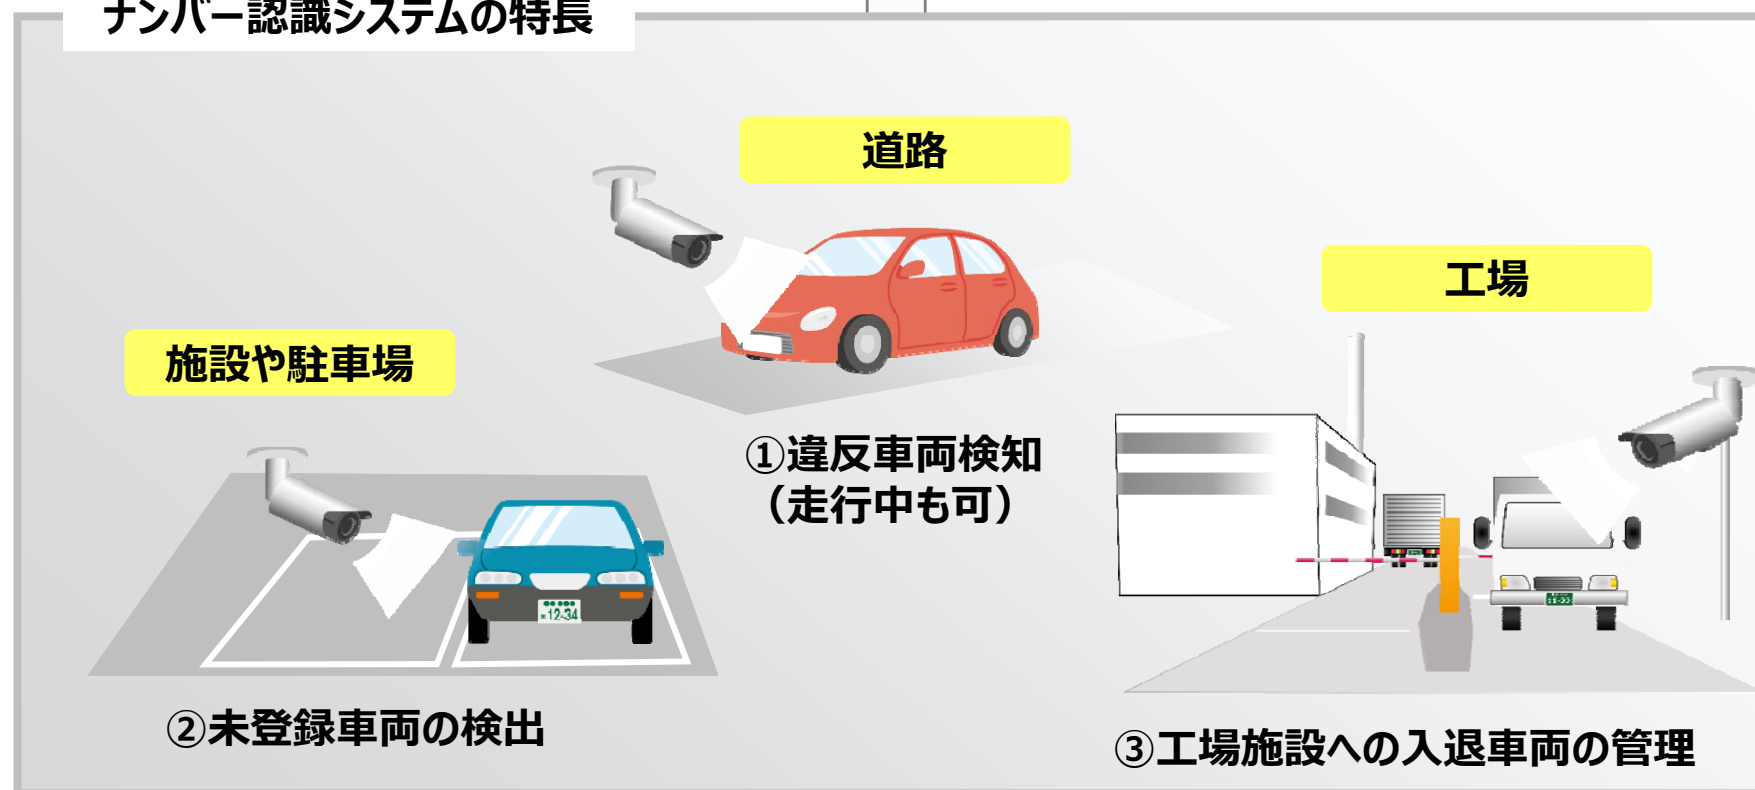 ナンバー認識システムの特長
道路
①違反車両検知
（走行中も可）
施設や駐車場
12-34
②未登録車両の検出
工場
③工場施設への入退車両の管理